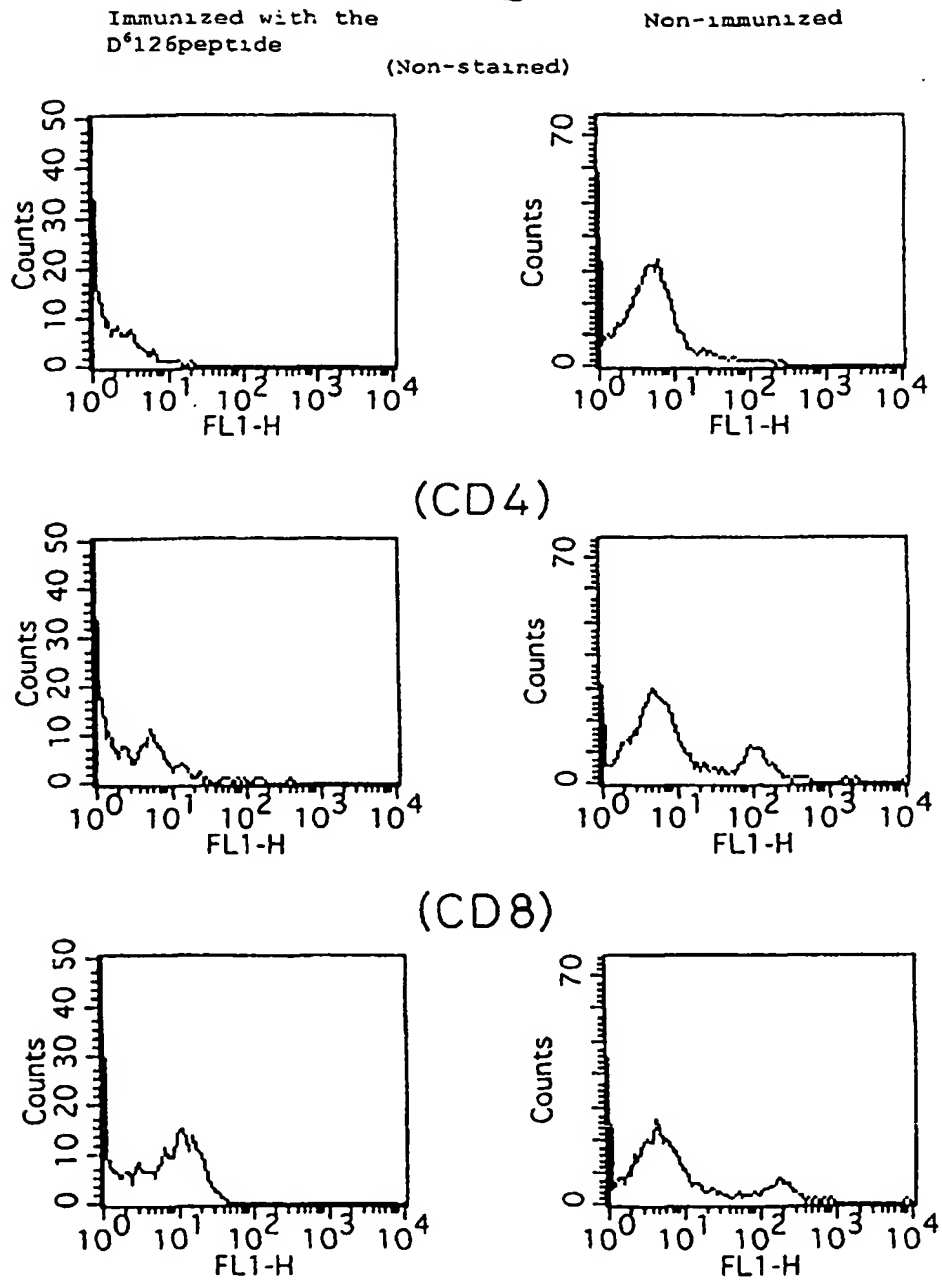 Immunized with the
D⁶126peptide
Non-immunized
(Non-stained)
50
40
30
20
10
0
Counts
10⁰ 10¹ 10² 10³ 10⁴
FL1-H
70
0
Counts
10⁰ 10¹ 10² 10³ 10⁴
FL1-H
(CD4)
50
40
30
20
10
0
Counts
10⁰ 10¹ 10² 10³ 10⁴
FL1-H
70
0
Counts
10⁰ 10¹ 10² 10³ 10⁴
FL1-H
(CD8)
50
40
30
20
10
0
Counts
10⁰ 10¹ 10² 10³ 10⁴
FL1-H
70
0
Counts
10⁰ 10¹ 10² 10³ 10⁴
FL1-H